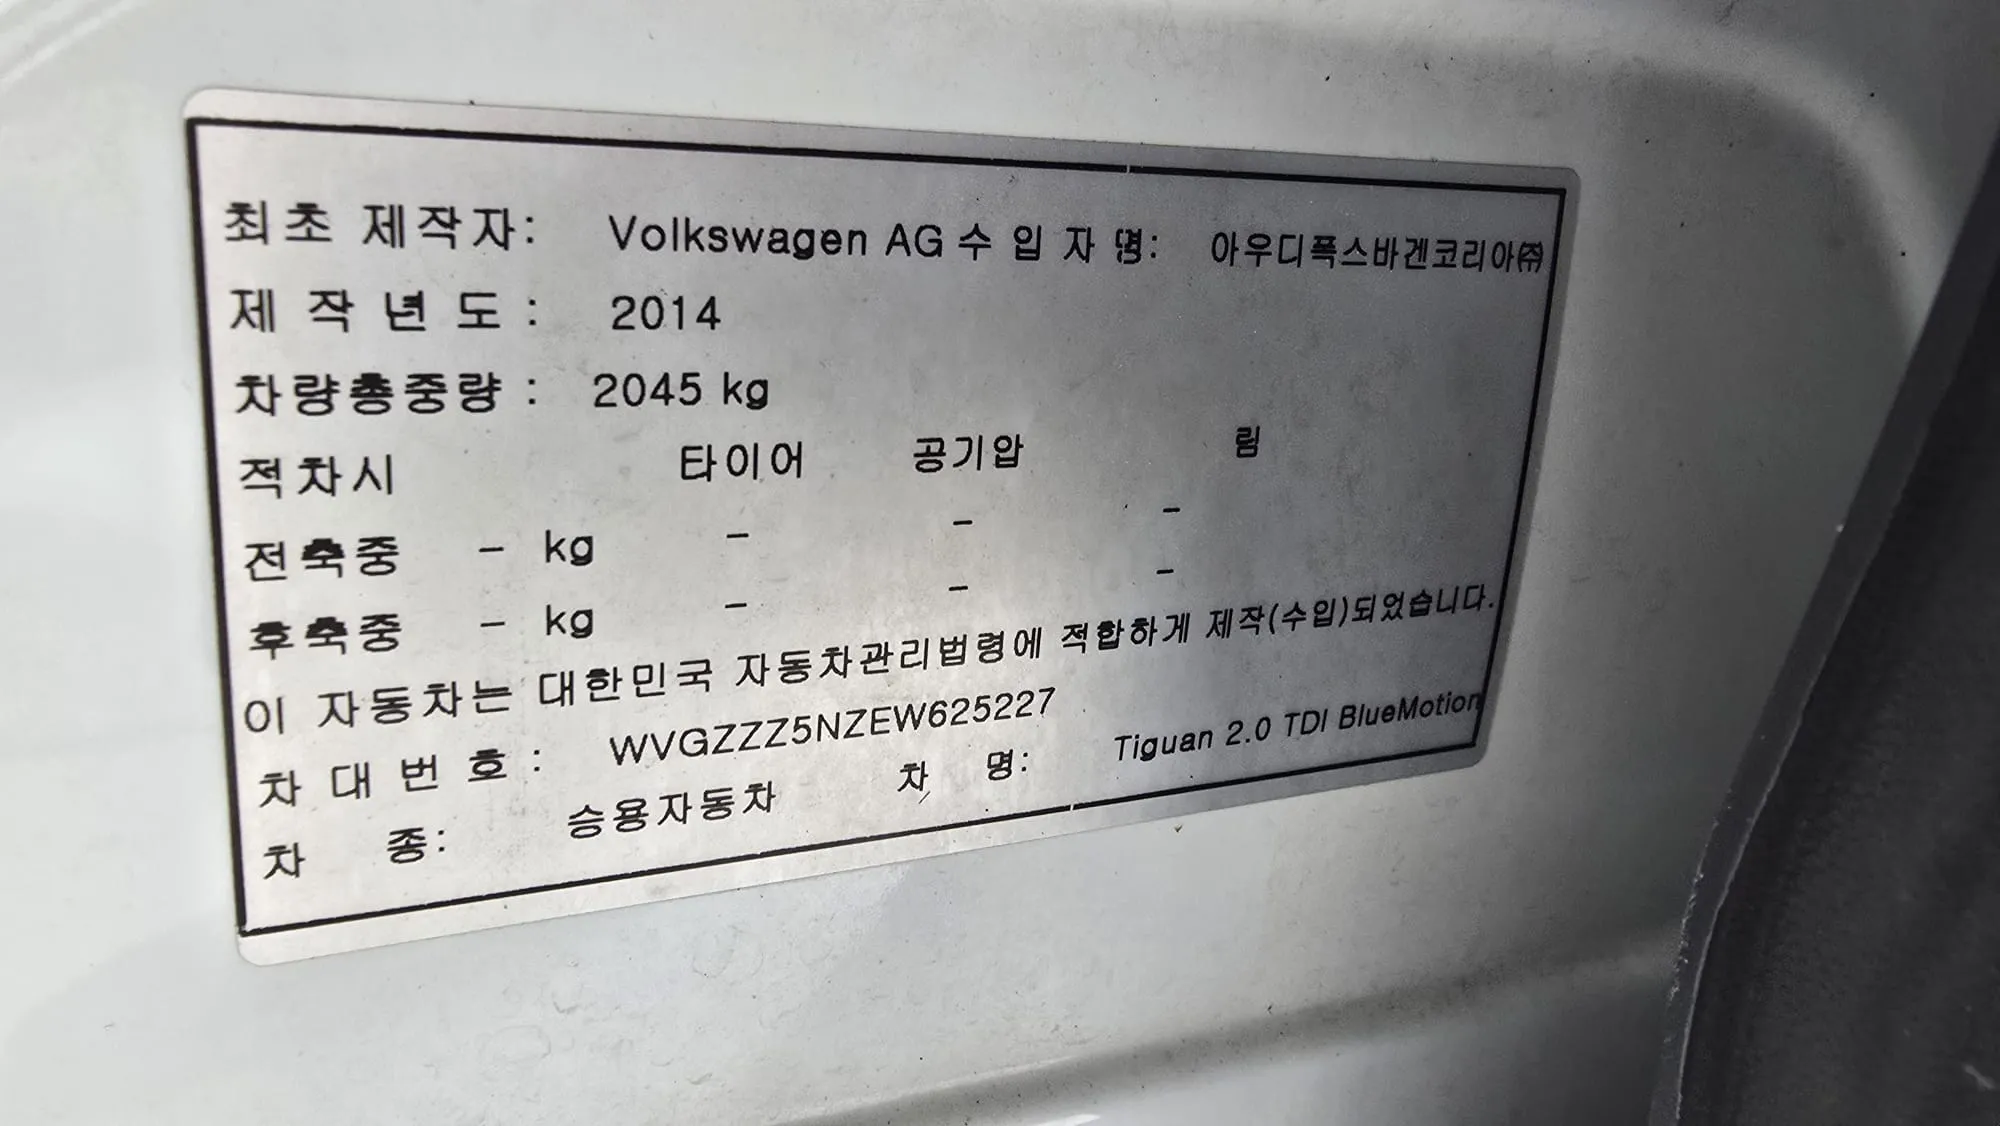 최초 제작자: Volkswagen AG 수 입 자 명: 아우디폭스바겐코리아㈜
제 작 년 도 : 2014
차량총중량 : 2045 kg
적차시 타이어 공기압 림
전축중 - kg - - -
후축중 - kg - - -
이 자동차는 대한민국 자동차관리법령에 적합하게 제작(수입)되었습니다.
차 대 번 호 : WVGZZZ5NZEW625227
차 종: 승용자동차 차 명: Tiguan 2.0 TDI BlueMotion